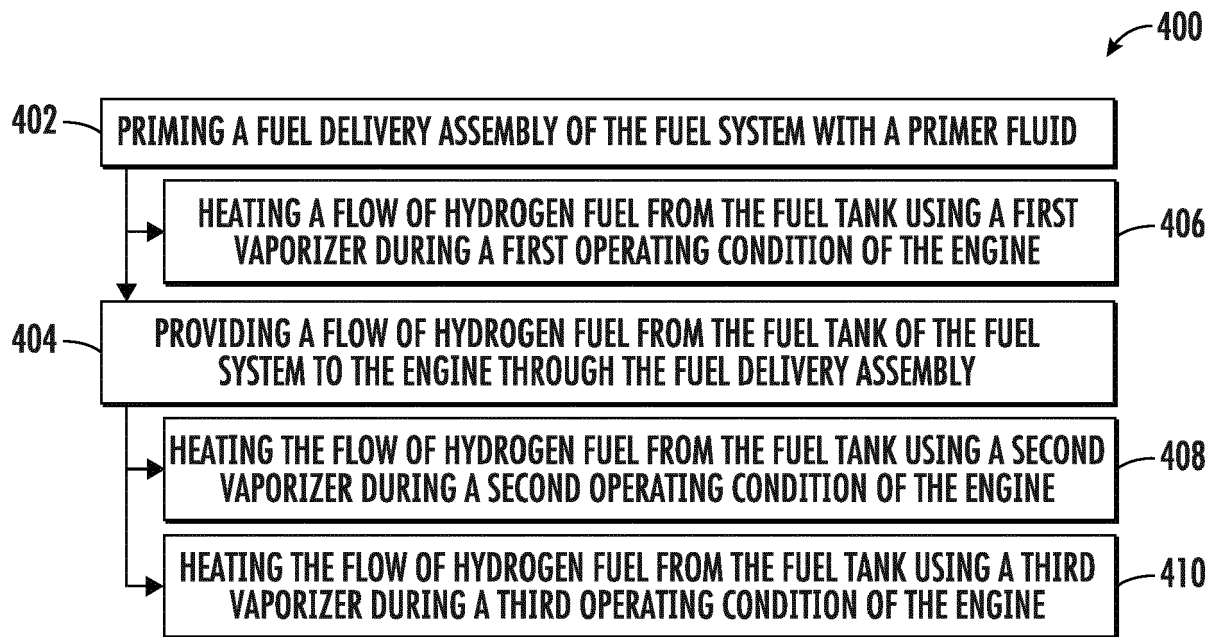 400
402
PRIMING A FUEL DELIVERY ASSEMBLY OF THE FUEL SYSTEM WITH A PRIMER FLUID
HEATING A FLOW OF HYDROGEN FUEL FROM THE FUEL TANK USING A FIRST
VAPORIZER DURING A FIRST OPERATING CONDITION OF THE ENGINE
406
404
PROVIDING A FLOW OF HYDROGEN FUEL FROM THE FUEL TANK OF THE FUEL
SYSTEM TO THE ENGINE THROUGH THE FUEL DELIVERY ASSEMBLY
HEATING THE FLOW OF HYDROGEN FUEL FROM THE FUEL TANK USING A SECOND
VAPORIZER DURING A SECOND OPERATING CONDITION OF THE ENGINE
408
HEATING THE FLOW OF HYDROGEN FUEL FROM THE FUEL TANK USING A THIRD
VAPORIZER DURING A THIRD OPERATING CONDITION OF THE ENGINE
410